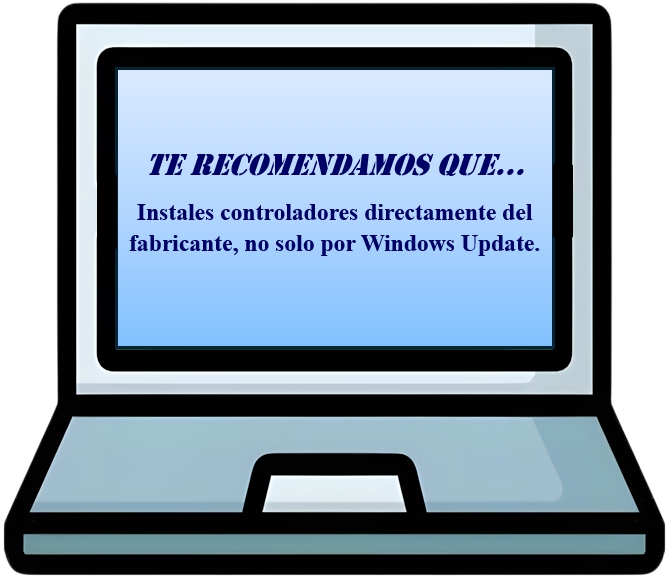 TE RECOMENDAMOS QUE...
Instales controladores directamente del
fabricante, no solo por Windows Update.